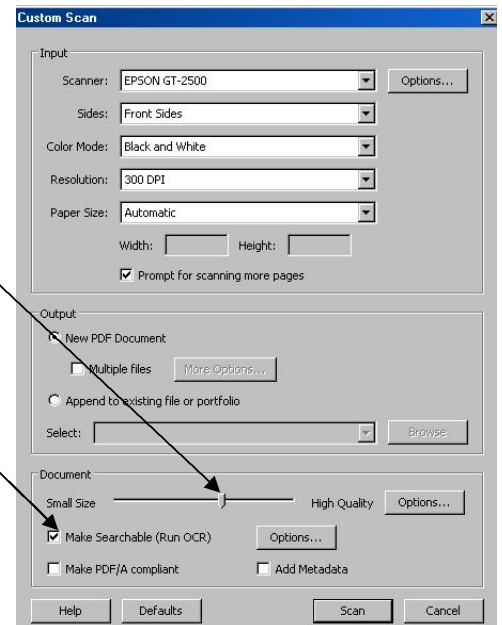 Custom Scan
Input
Scanner: EPSON GT-2500 Options...
Sides: Front Sides
Color Mode: Black and White
Resolution: 300 DPI
Paper Size: Automatic
Width: Height:
Prompt for scanning more pages
Output
New PDF Document
Multiple files More Options...
Append to existing file or portfolio
Select: Browse
Document
Small Size High Quality Options...
Make Searchable (Run OCR) Options...
Make PDF/A compliant Add Metadata
Help Defaults Scan Cancel